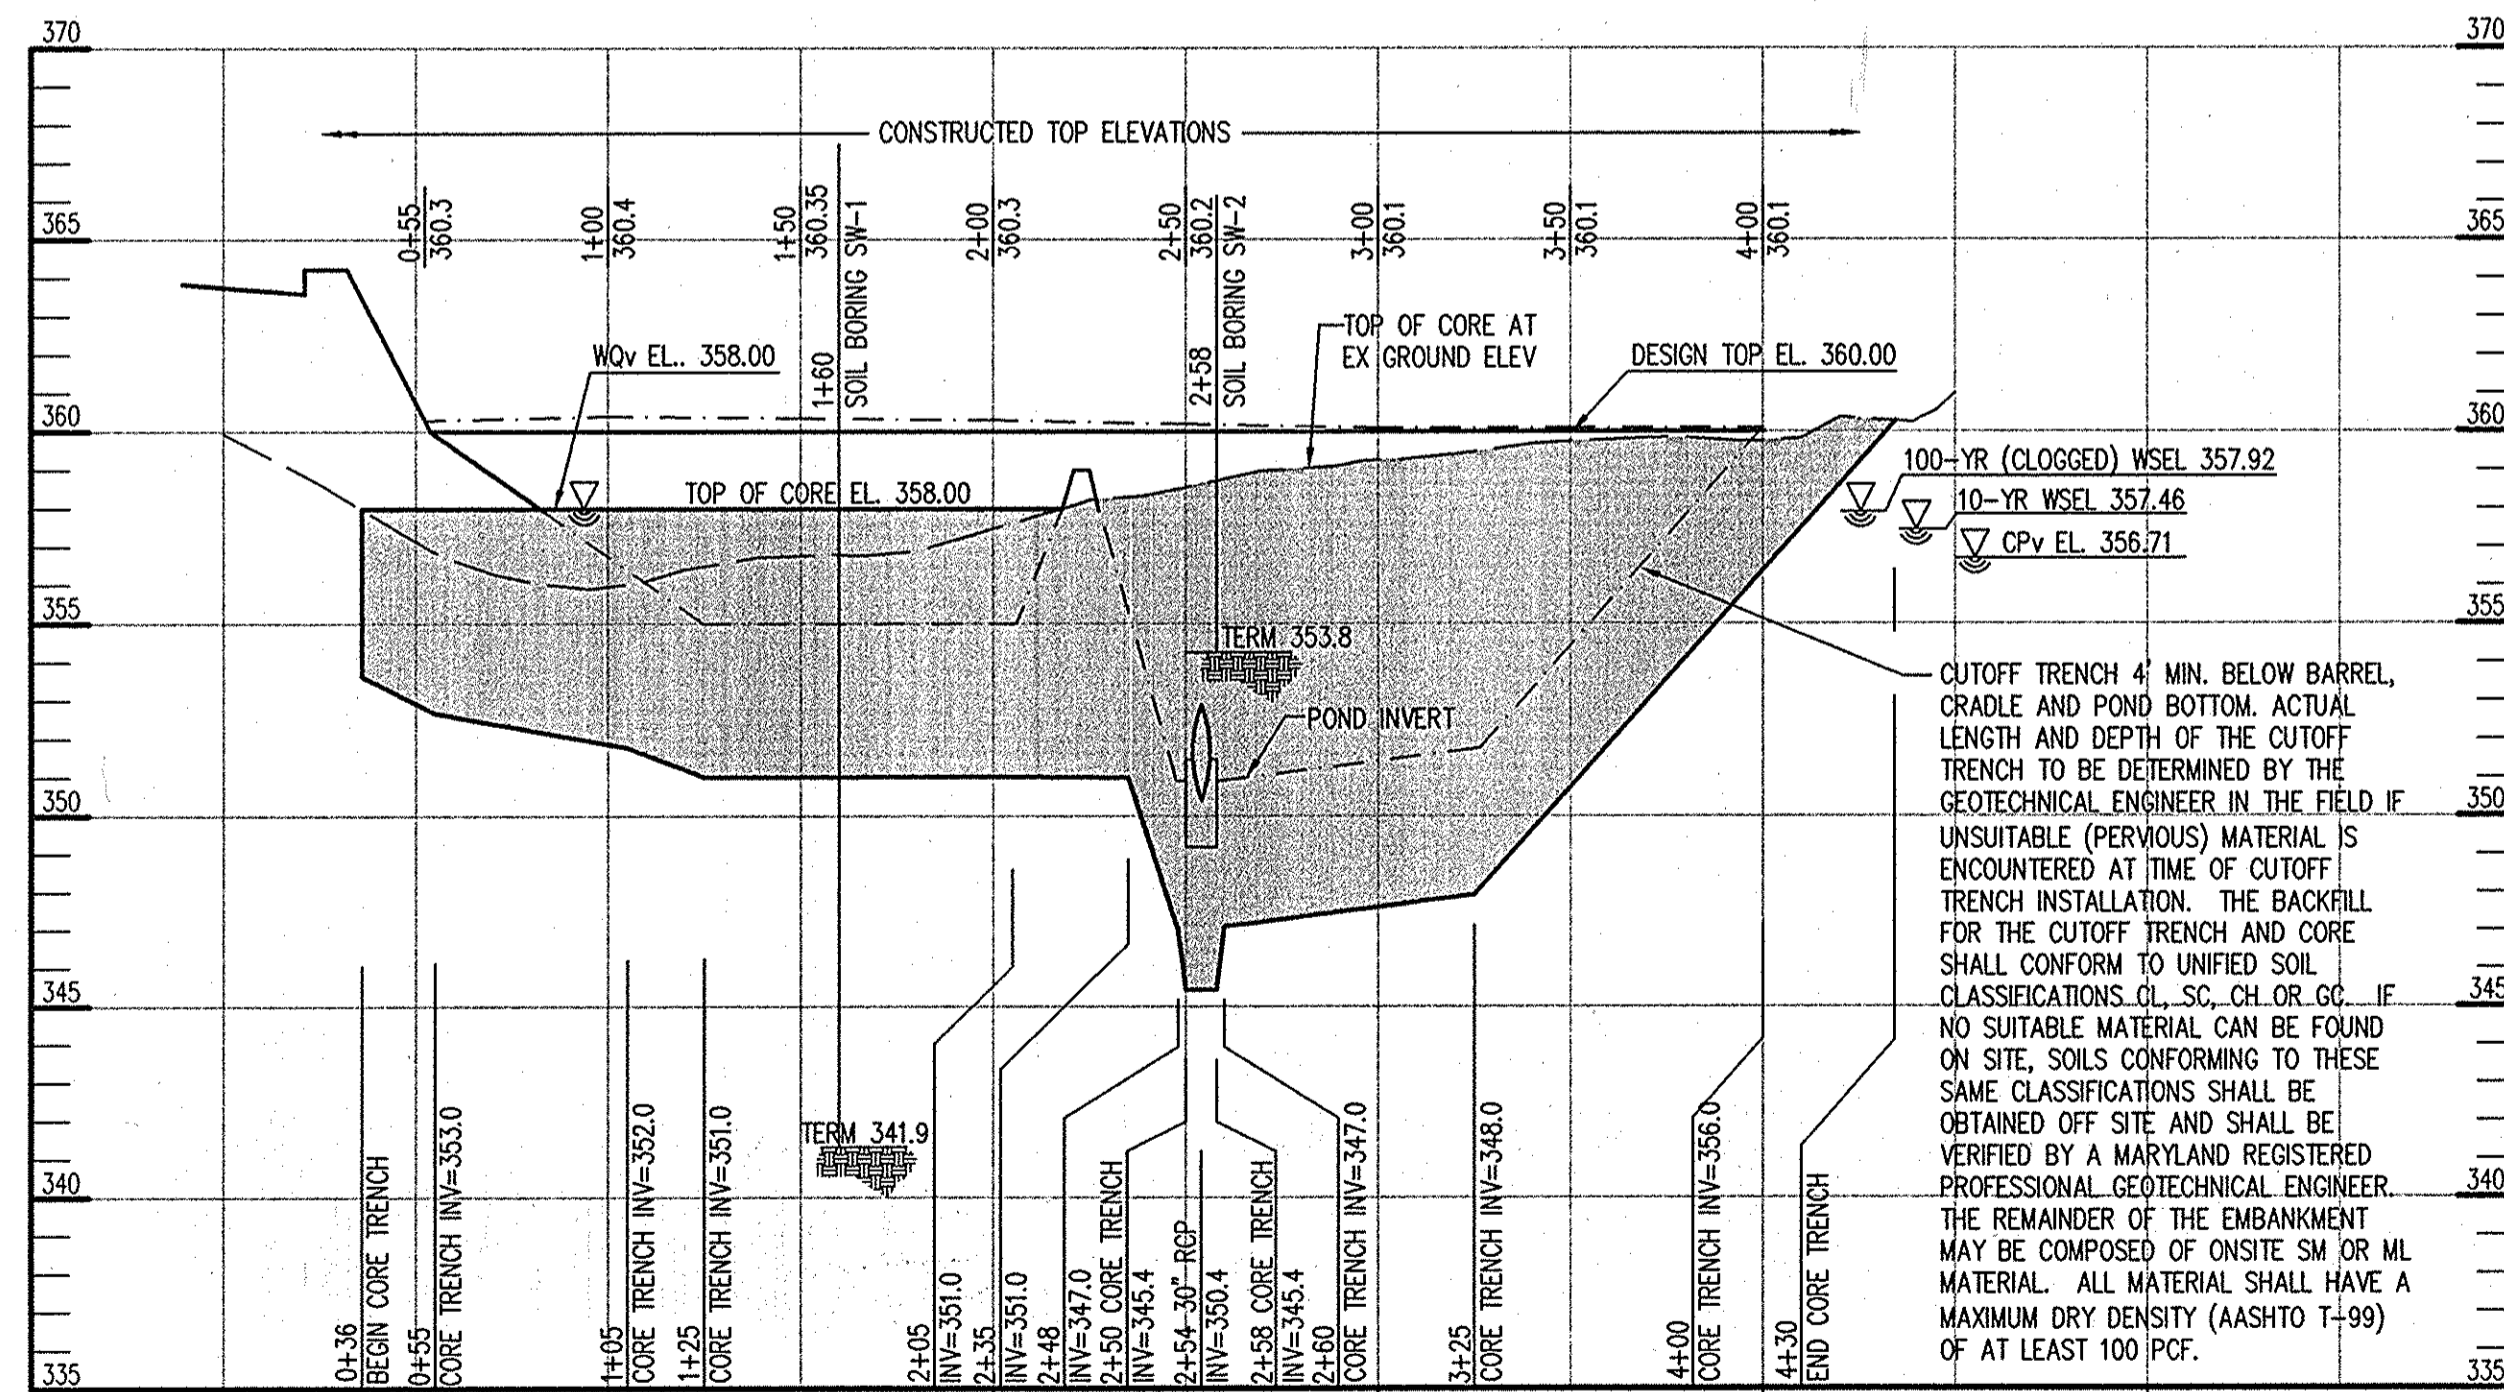 370
370
CONSTRUCTED TOP ELEVATIONS
0+55
360.3
1+00
360.4
1+50
360.35
1+60
SOIL BORING SW-1
2+00
360.3
2+50
360.2
2+58
SOIL BORING SW-2
3+00
360.1
3+50
360.1
4+00
360.1
365
365
TOP OF CORE AT
EX GROUND ELEV
WQv EL.. 358.00
DESIGN TOP EL. 360.00
360
360
100-YR (CLOGGED) WSEL 357.92
TOP OF CORE EL. 358.00
10-YR WSEL 357.46
CPv EL. 356.71
355
355
TERM 353.8
POND INVERT
CUTOFF TRENCH 4' MIN. BELOW BARREL,
CRADLE AND POND BOTTOM. ACTUAL
LENGTH AND DEPTH OF THE CUTOFF
TRENCH TO BE DETERMINED BY THE
GEOTECHNICAL ENGINEER IN THE FIELD IF
UNSUITABLE (PERVIOUS) MATERIAL IS
ENCOUNTERED AT TIME OF CUTOFF
TRENCH INSTALLATION. THE BACKFILL
FOR THE CUTOFF TRENCH AND CORE
SHALL CONFORM TO UNIFIED SOIL
CLASSIFICATIONS CL, SC, CH OR GC. IF
NO SUITABLE MATERIAL CAN BE FOUND
ON SITE, SOILS CONFORMING TO THESE
SAME CLASSIFICATIONS SHALL BE
OBTAINED OFF SITE AND SHALL BE
VERIFIED BY A MARYLAND REGISTERED
PROFESSIONAL GEOTECHNICAL ENGINEER.
THE REMAINDER OF THE EMBANKMENT
MAY BE COMPOSED OF ONSITE SM OR ML
MATERIAL. ALL MATERIAL SHALL HAVE A
MAXIMUM DRY DENSITY (AASHTO T-99)
OF AT LEAST 100 PCF.
350
350
345
345
TERM 341.9
340
340
0+36
BEGIN CORE TRENCH
0+55
CORE TRENCH INV=353.0
1+05
CORE TRENCH INV=352.0
1+25
CORE TRENCH INV=351.0
2+05
INV=351.0
2+35
INV=351.0
2+48
INV=347.0
2+50 CORE TRENCH
INV=345.4
2+54-30" RCP
INV=350.4
2+58 CORE TRENCH
INV=345.4
2+60
CORE TRENCH INV=347.0
3+25
CORE TRENCH INV=348.0
4+00
CORE TRENCH INV=356.0
4+30
END CORE TRENCH
335
335